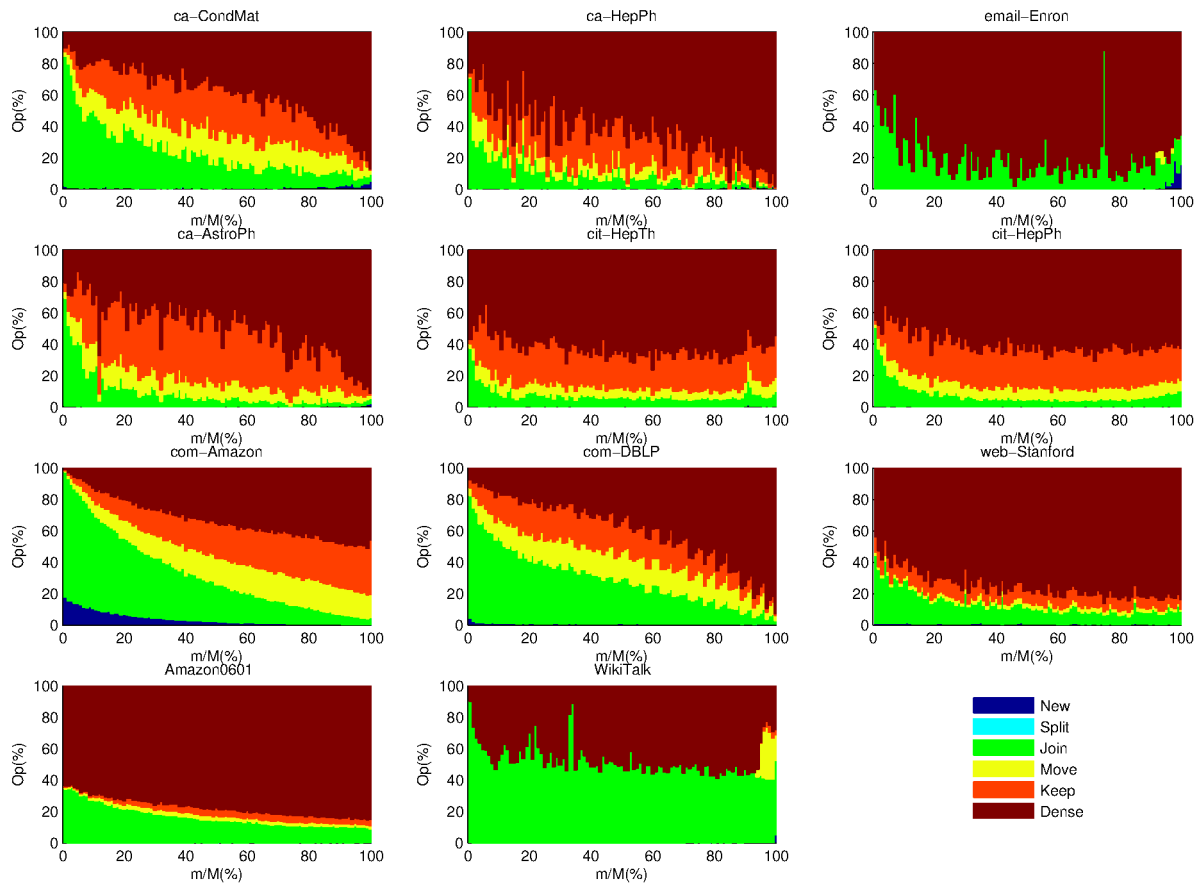 ca−CondMat
ca−HepPh
email−Enron
100
80
60
40
20
0
Op(%)
0 20 40 60 80 100
m/M(%)
100
80
60
40
20
0
Op(%)
0 20 40 60 80 100
m/M(%)
100
80
60
40
20
0
Op(%)
0 20 40 60 80 100
m/M(%)
ca−AstroPh
cit−HepTh
cit−HepPh
100
80
60
40
20
0
Op(%)
0 20 40 60 80 100
m/M(%)
100
80
60
40
20
0
Op(%)
0 20 40 60 80 100
m/M(%)
100
80
60
40
20
0
Op(%)
0 20 40 60 80 100
m/M(%)
com−Amazon
com−DBLP
web−Stanford
100
80
60
40
20
0
Op(%)
0 20 40 60 80 100
m/M(%)
100
80
60
40
20
0
Op(%)
0 20 40 60 80 100
m/M(%)
100
80
60
40
20
0
Op(%)
0 20 40 60 80 100
m/M(%)
Amazon0601
WikiTalk
100
80
60
40
20
0
Op(%)
0 20 40 60 80 100
m/M(%)
100
80
60
40
20
0
Op(%)
0 20 40 60 80 100
m/M(%)
New
Split
Join
Move
Keep
Dense